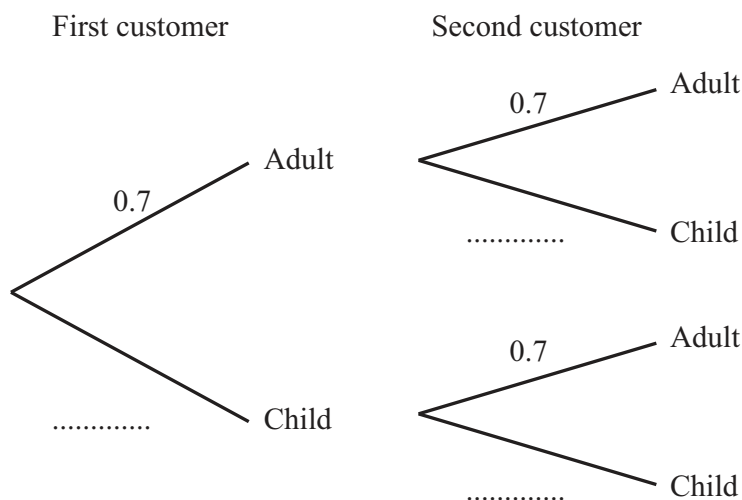 First customer Second customer
Adult
0.7
Adult
0.7
Child
.............
Adult
0.7
Child
.............
Child
.............